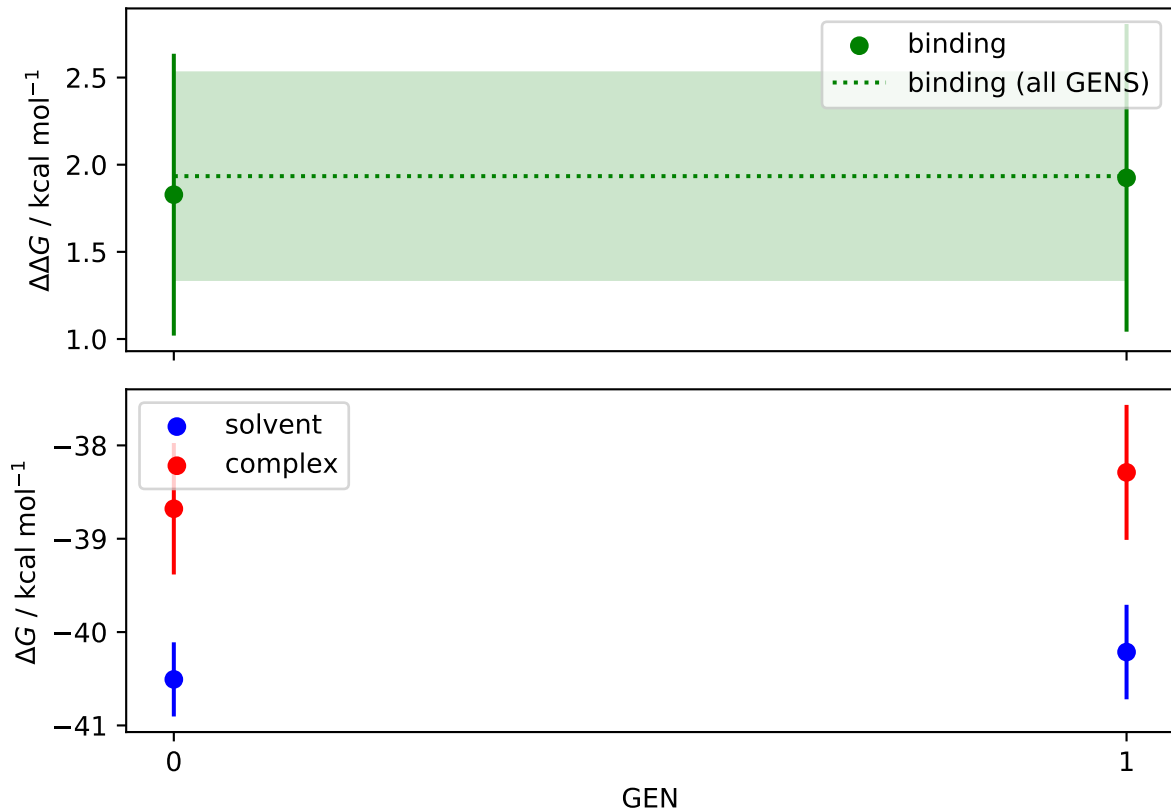 ΔΔG / kcal mol⁻¹
2.5
2.0
1.5
1.0
binding
binding (all GENS)
ΔG / kcal mol⁻¹
−38
−39
−40
−41
solvent
complex
0
1
GEN